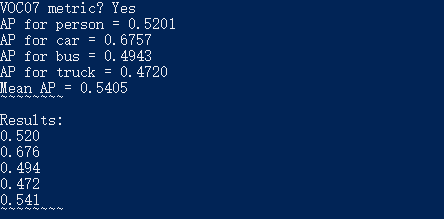 VOC07 metric? Yes
AP for person = 0.5201
AP for car = 0.6757
AP for bus = 0.4943
AP for truck = 0.4720
Mean AP = 0.5405
~~~~~~~~
Results:
0.520
0.676
0.494
0.472
0.541
~~~~~~~~